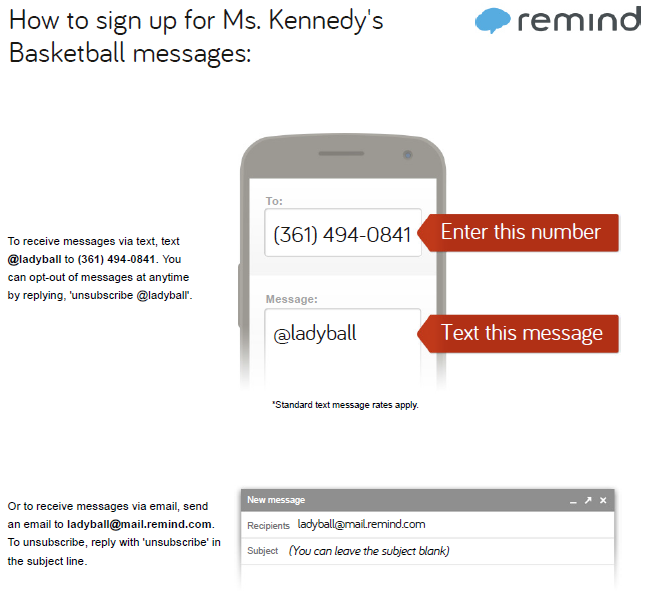 How to sign up for Ms. Kennedy's
Basketball messages:
remind
To:
(361) 494-0841
Enter this number
To receive messages via text, text
@ladyball to (361) 494-0841. You
can opt-out of messages at anytime
by replying, 'unsubscribe @ladyball'.
Message:
@ladyball
Text this message
*Standard text message rates apply.
Or to receive messages via email, send
an email to ladyball@mail.remind.com.
To unsubscribe, reply with 'unsubscribe' in
the subject line.
New message
Recipients ladyball@mail.remind.com
Subject (You can leave the subject blank)